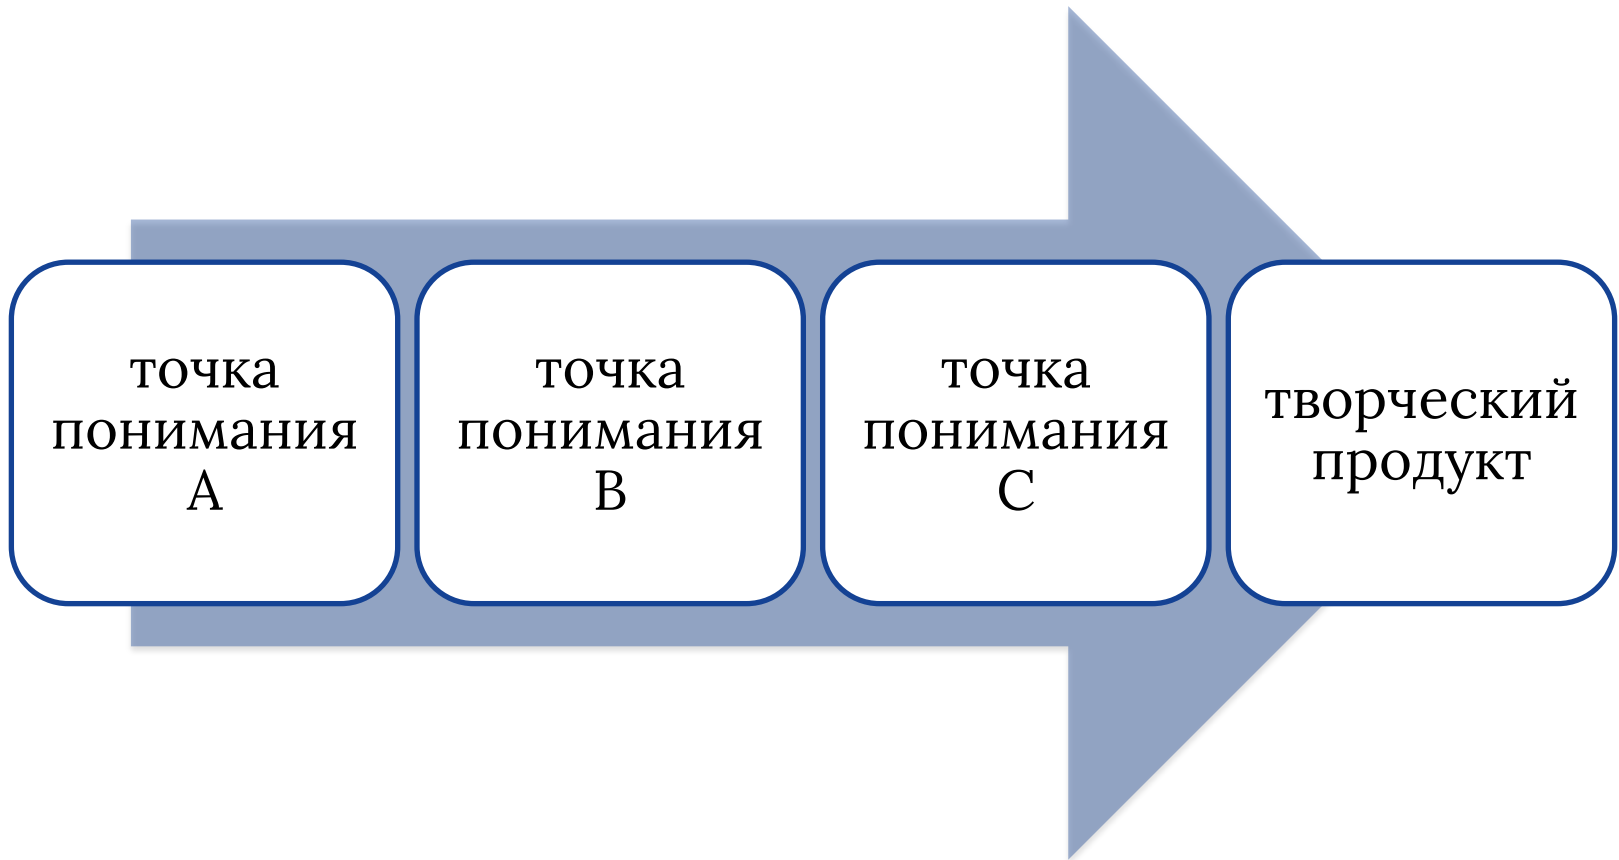 точка
понимания
A
точка
понимания
B
точка
понимания
C
творческий
продукт